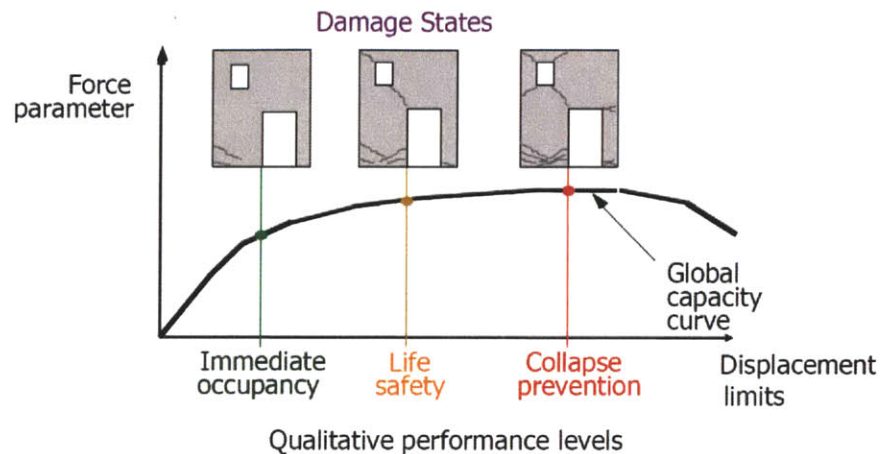 Damage States
Force
parameter
Global
capacity
curve
Immediate
occupancy
Life
safety
Collapse
prevention
Displacement
limits
Qualitative performance levels